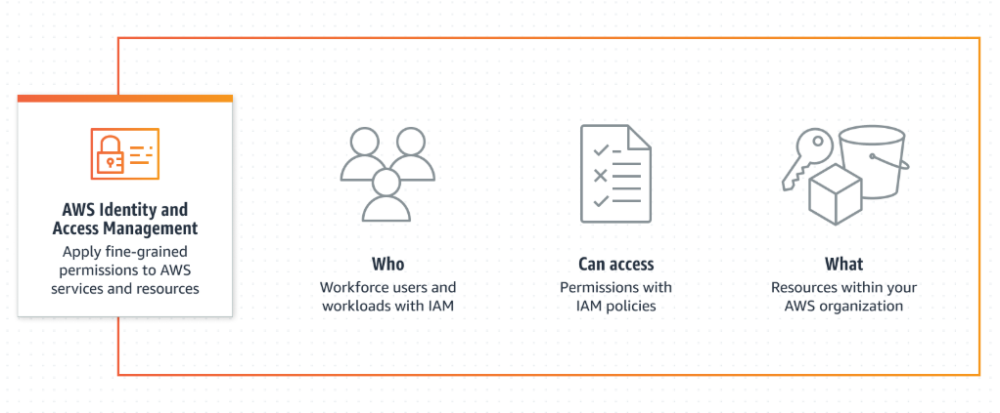 AWS Identity and
Access Management
Apply fine-grained
permissions to AWS
services and resources
Who
Workforce users and
workloads with IAM
Can access
Permissions with
IAM policies
What
Resources within your
AWS organization